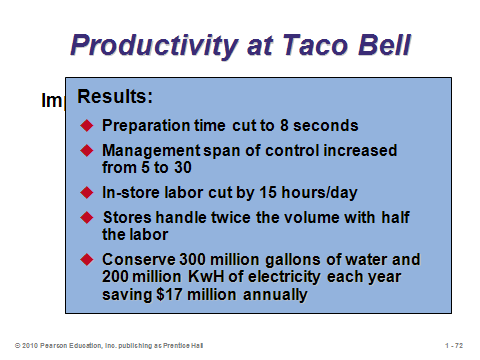 Productivity at Taco Bell
Results:
Preparation time cut to 8 seconds
Management span of control increased
from 5 to 30
In-store labor cut by 15 hours/day
Stores handle twice the volume with half
the labor
Conserve 300 million gallons of water and
200 million KwH of electricity each year
saving $17 million annually
© 2010 Pearson Education, Inc. publishing as Prentice Hall
1 - 72